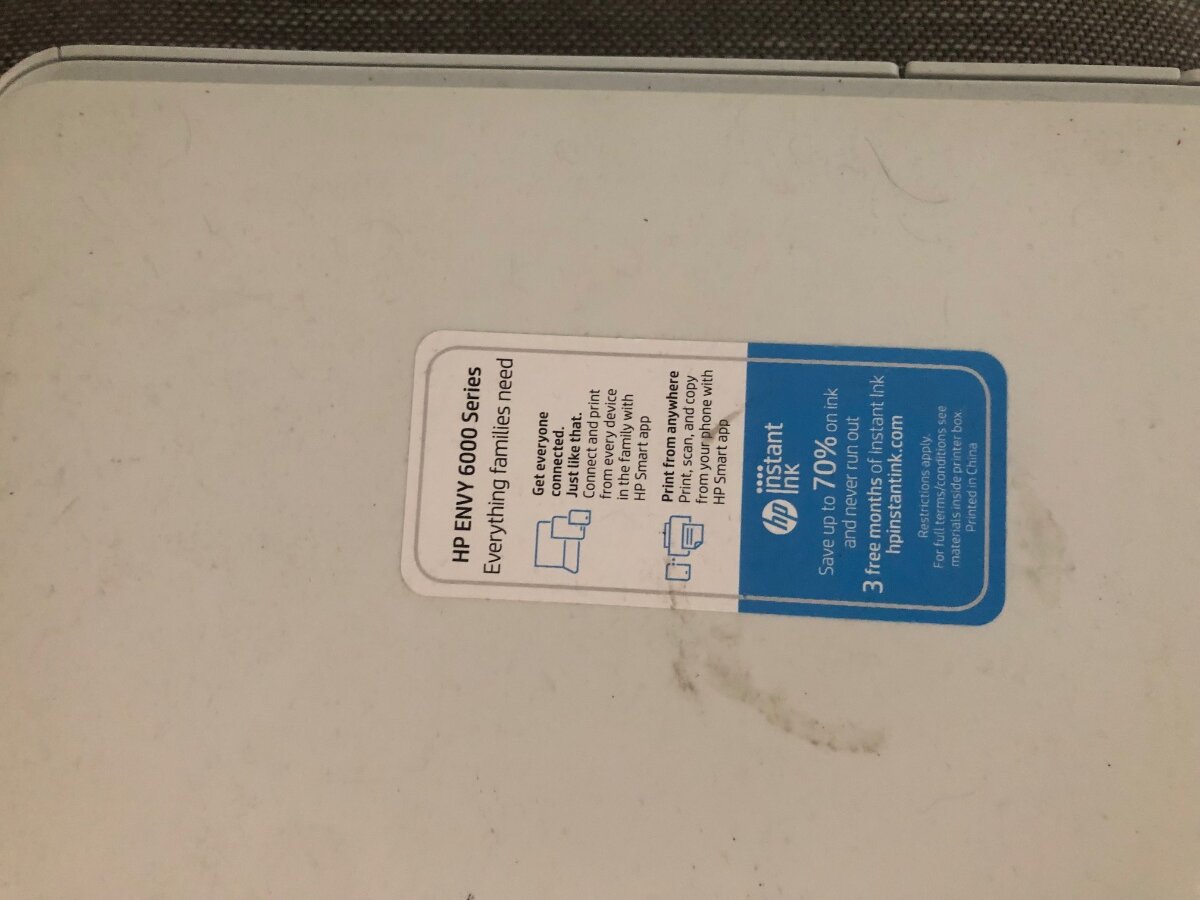 HP ENVY 6000 Series
Everything families need
Get everyone
connected.
Just like that.
Connect and print
from every device
in the family with
HP Smart app
Print from anywhere
Print, scan, and copy
from your phone with
HP Smart app
hp Instant
Ink
Save up to 70% on ink
and never run out
3 free months of Instant Ink
hpinstantink.com
Restrictions apply.
For full terms/conditions see
materials inside printer box.
Printed in China